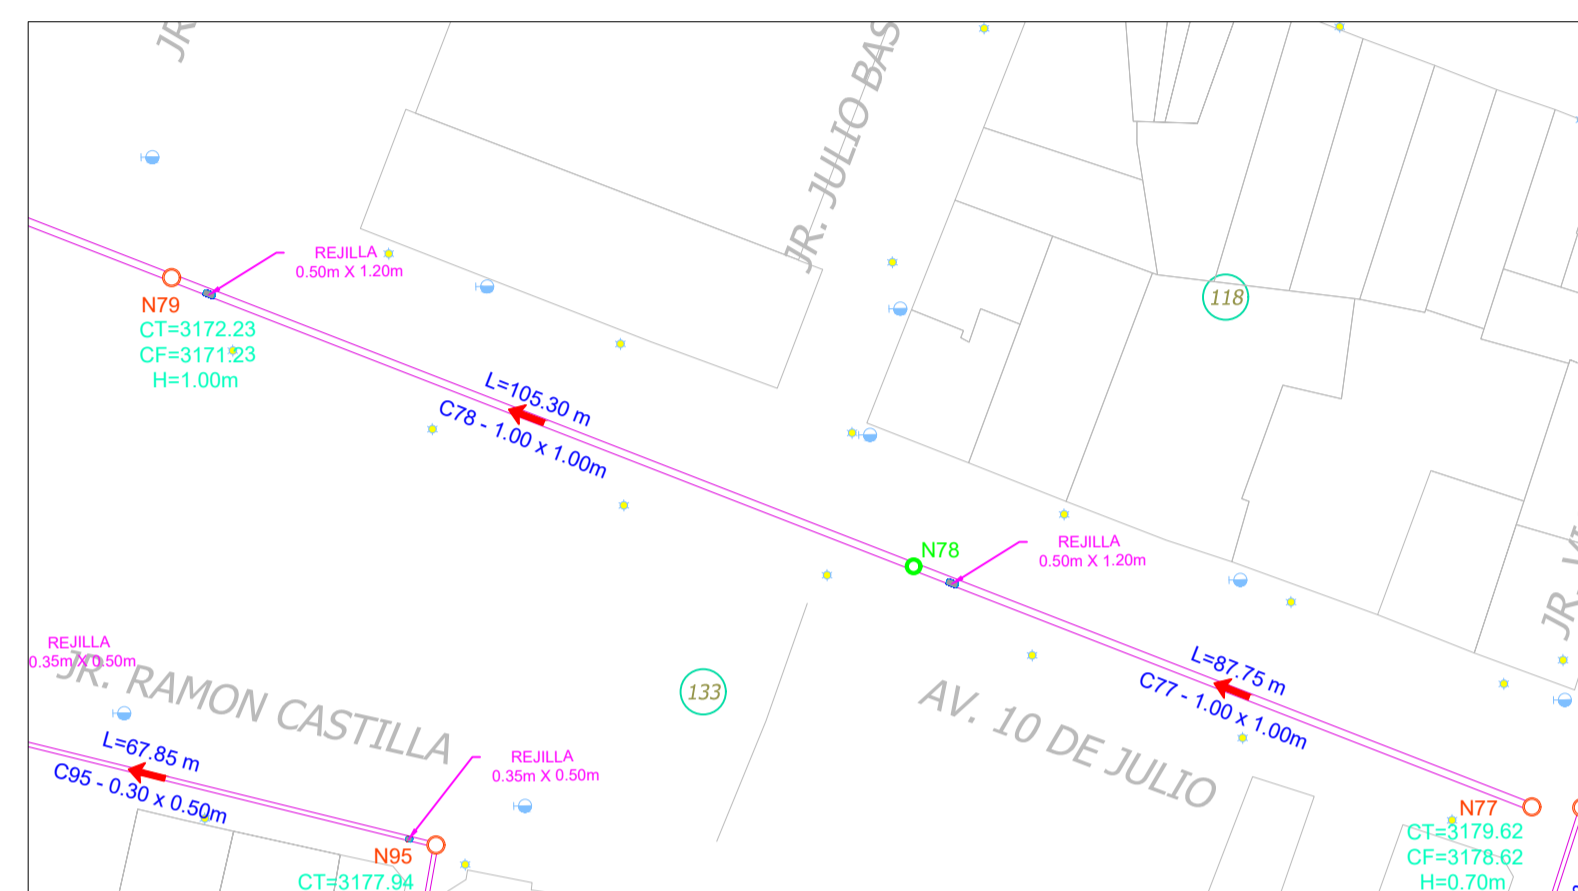 JR.
JR. JULIO BAS
REJILLA
0.50m X 1.20m
N79
CT=3172.23
CF=3171.23
H=1.00m
118
L=105.30 m
C78 - 1.00 x 1.00m
N78
REJILLA
0.50m X 1.20m
JR.
REJILLA
0.35m X 0.50m
JR. RAMON CASTILLA
133
L=87.75 m
C77 - 1.00 x 1.00m
AV. 10 DE JULIO
L=67.85 m
C95 - 0.30 x 0.50m
REJILLA
0.35m X 0.50m
N95
CT=3177.94
N77
CT=3179.62
CF=3178.62
H=0.70m